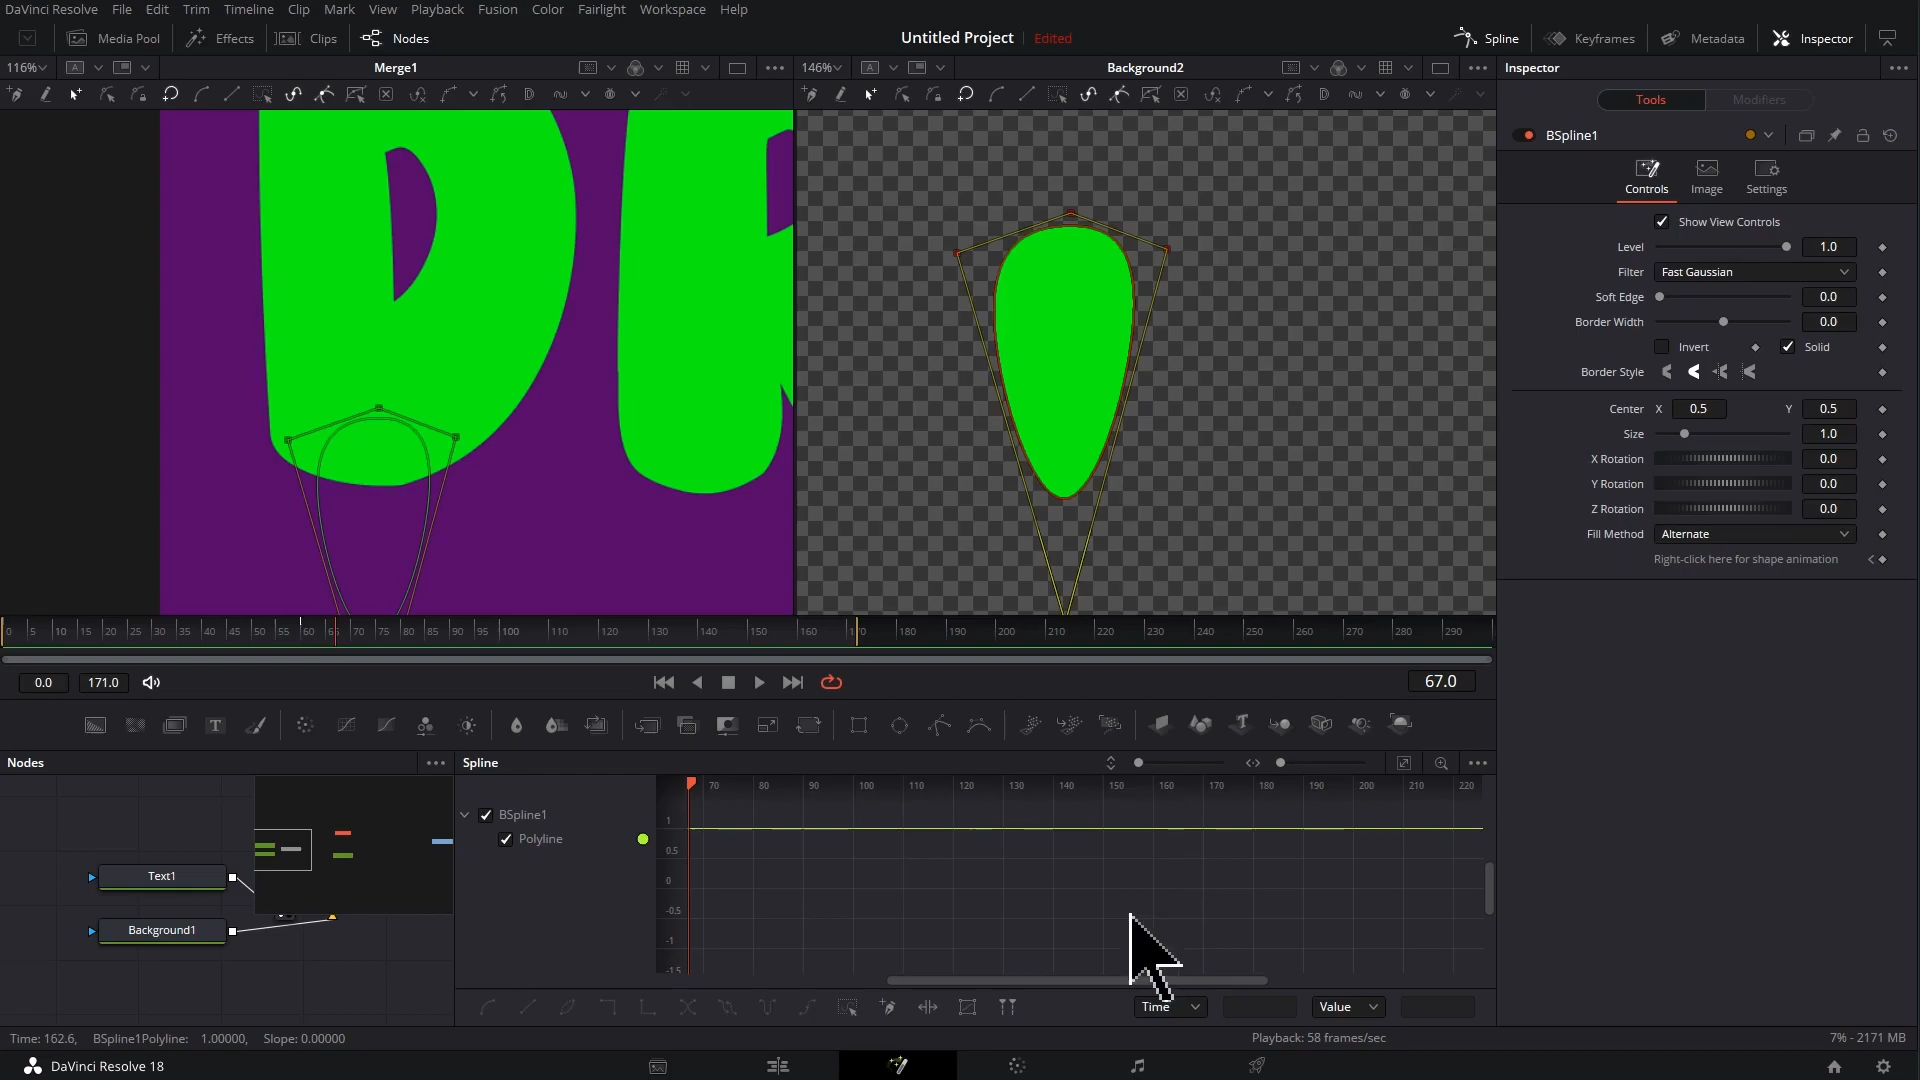 DaVinci Resolve File Edit Trim Timeline Clip Mark View Playback Fusion Color Fairlight Workspace Help
Media Pool Effects Clips Nodes Untitled Project Edited Spline Keyframes Metadata Inspector
116% Merge1 146% Background2 Inspector
Tools Modifiers
BSpline1
Controls Image Settings
Show View Controls
Level 1.0
Filter Fast Gaussian
Soft Edge 0.0
Border Width 0.0
Invert Solid
Border Style
Center X 0.5 Y 0.5
Size 1.0
X Rotation 0.0
Y Rotation 0.0
Z Rotation 0.0
Fill Method Alternate
Right-click here for shape animation
0 5 10 15 20 25 30 35 40 45 50 55 60 65 70 75 80 85 90 95 100 110 120 130 140 150 160 170 180 190 200 210 220 230 240 250 260 270 280 290
0.0 171.0 67.0
Nodes Spline
70 80 90 100 110 120 130 140 150 160 170 180 190 200 210 220
BSpline1
Polyline
1
0.5
0
-0.5
-1
-1.5
Text1
Background1
Time Value
Time: 162.6, BSpline1Polyline: 1.00000, Slope: 0.00000 Playback: 58 frames/sec 7% - 2171 MB
DaVinci Resolve 18